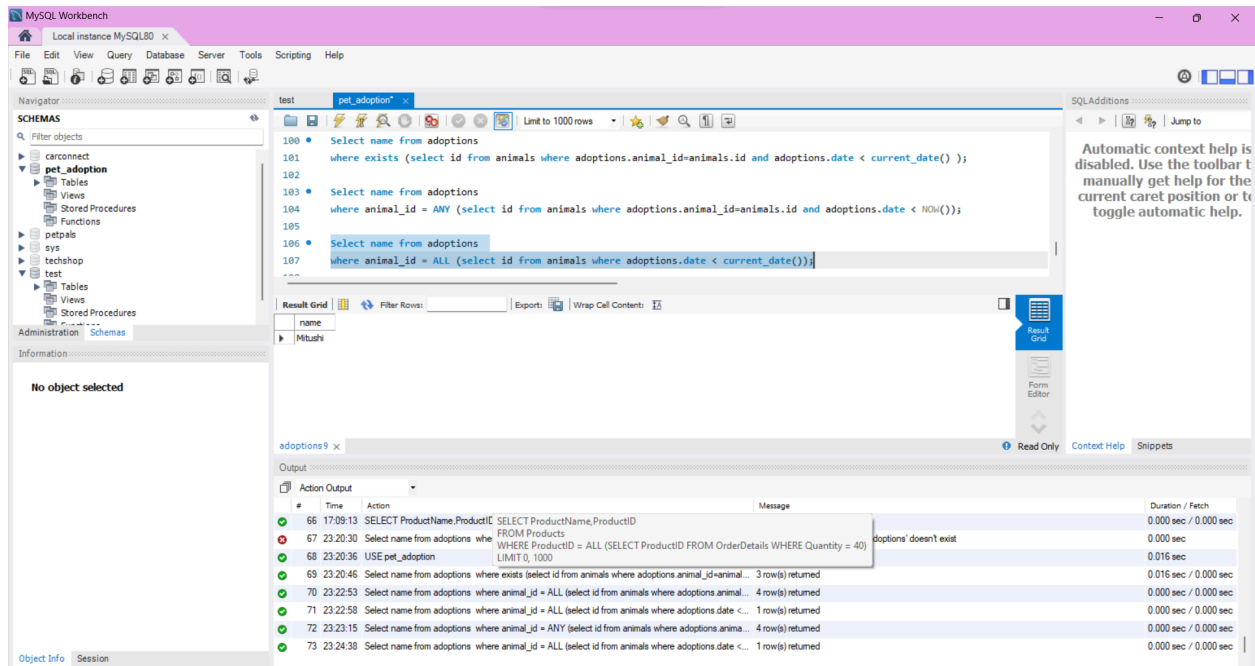 MySQL Workbench
Local instance MySQL80
File Edit View Query Database Server Tools Scripting Help
Navigator
SCHEMAS
Filter objects
carconnect
pet_adoption
Tables
Views
Stored Procedures
Functions
petpals
sys
techshop
test
Tables
Views
Stored Procedures
Administration Schemas
Information
No object selected
Object Info Session
test pet_adoption*
Limit to 1000 rows
100 Select name from adoptions
101 where exists (select id from animals where adoptions.animal_id=animals.id and adoptions.date < current_date() );
102
103 Select name from adoptions
104 where animal_id = ANY (select id from animals where adoptions.animal_id=animals.id and adoptions.date < NOW());
105
106 Select name from adoptions
107 where animal_id = ALL (select id from animals where adoptions.date < current_date());
Result Grid Filter Rows: Export: Wrap Cell Content:
name
Mitushi
Result Grid
Form Editor
adoptions 9
Read Only
SQLAdditions
Jump to
Automatic context help is
disabled. Use the toolbar t
manually get help for the
current caret position or to
toggle automatic help.
Context Help Snippets
Output
Action Output
# Time Action Message Duration / Fetch
66 17:09:13 SELECT ProductName,ProductID 0.000 sec / 0.000 sec
67 23:20:30 Select name from adoptions whe doptions' doesn't exist 0.000 sec
68 23:20:36 USE pet_adoption 0.016 sec
SELECT ProductName,ProductID
FROM Products
WHERE ProductID = ALL (SELECT ProductID FROM OrderDetails WHERE Quantity = 40)
LIMIT 0, 1000
69 23:20:46 Select name from adoptions where exists (select id from animals where adoptions.animal_id=animal... 3 row(s) returned 0.016 sec / 0.000 sec
70 23:22:53 Select name from adoptions where animal_id = ALL (select id from animals where adoptions.animal... 4 row(s) returned 0.000 sec / 0.000 sec
71 23:22:58 Select name from adoptions where animal_id = ALL (select id from animals where adoptions.date <... 1 row(s) returned 0.000 sec / 0.000 sec
72 23:23:15 Select name from adoptions where animal_id = ANY (select id from animals where adoptions.anima... 4 row(s) returned 0.000 sec / 0.000 sec
73 23:24:38 Select name from adoptions where animal_id = ALL (select id from animals where adoptions.date <... 1 row(s) returned 0.000 sec / 0.000 sec